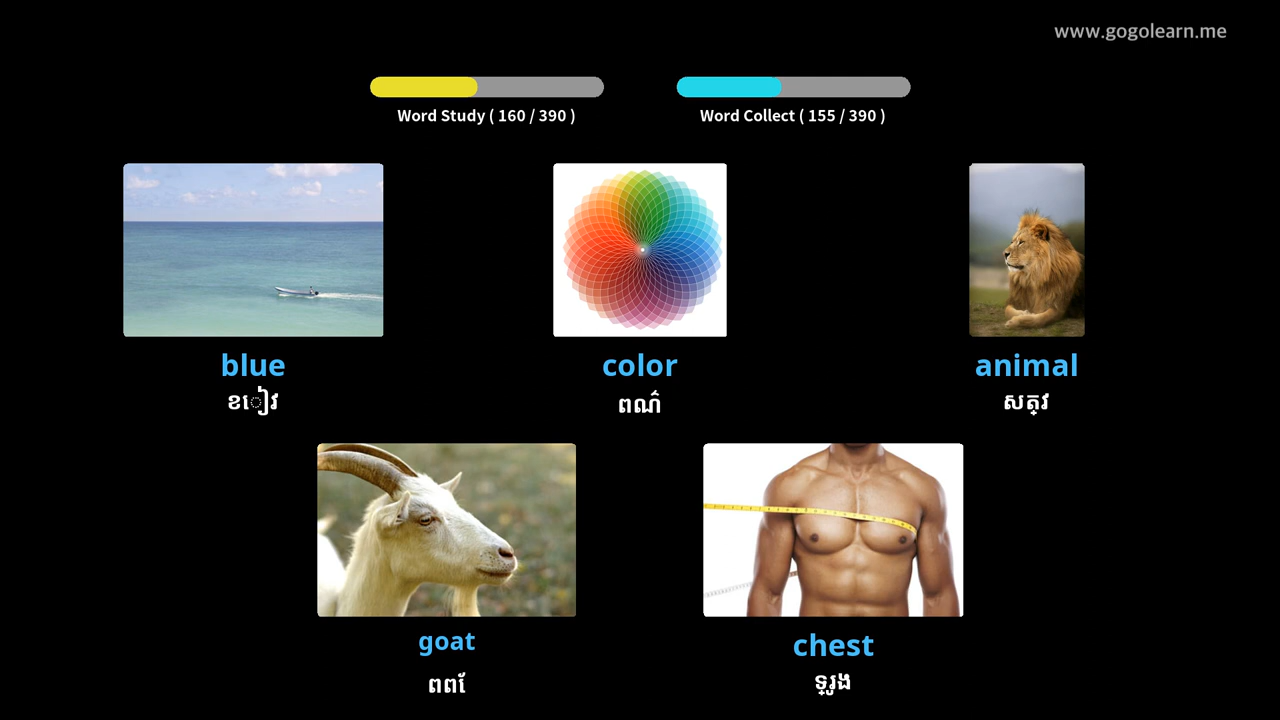 www.gogolearn.me
Word Study ( 160 / 390 )
Word Collect ( 155 / 390 )
blue
color
animal
ខៀវ
ពណ៌
សត្វ
goat
chest
ពពែ
ទ្រូង